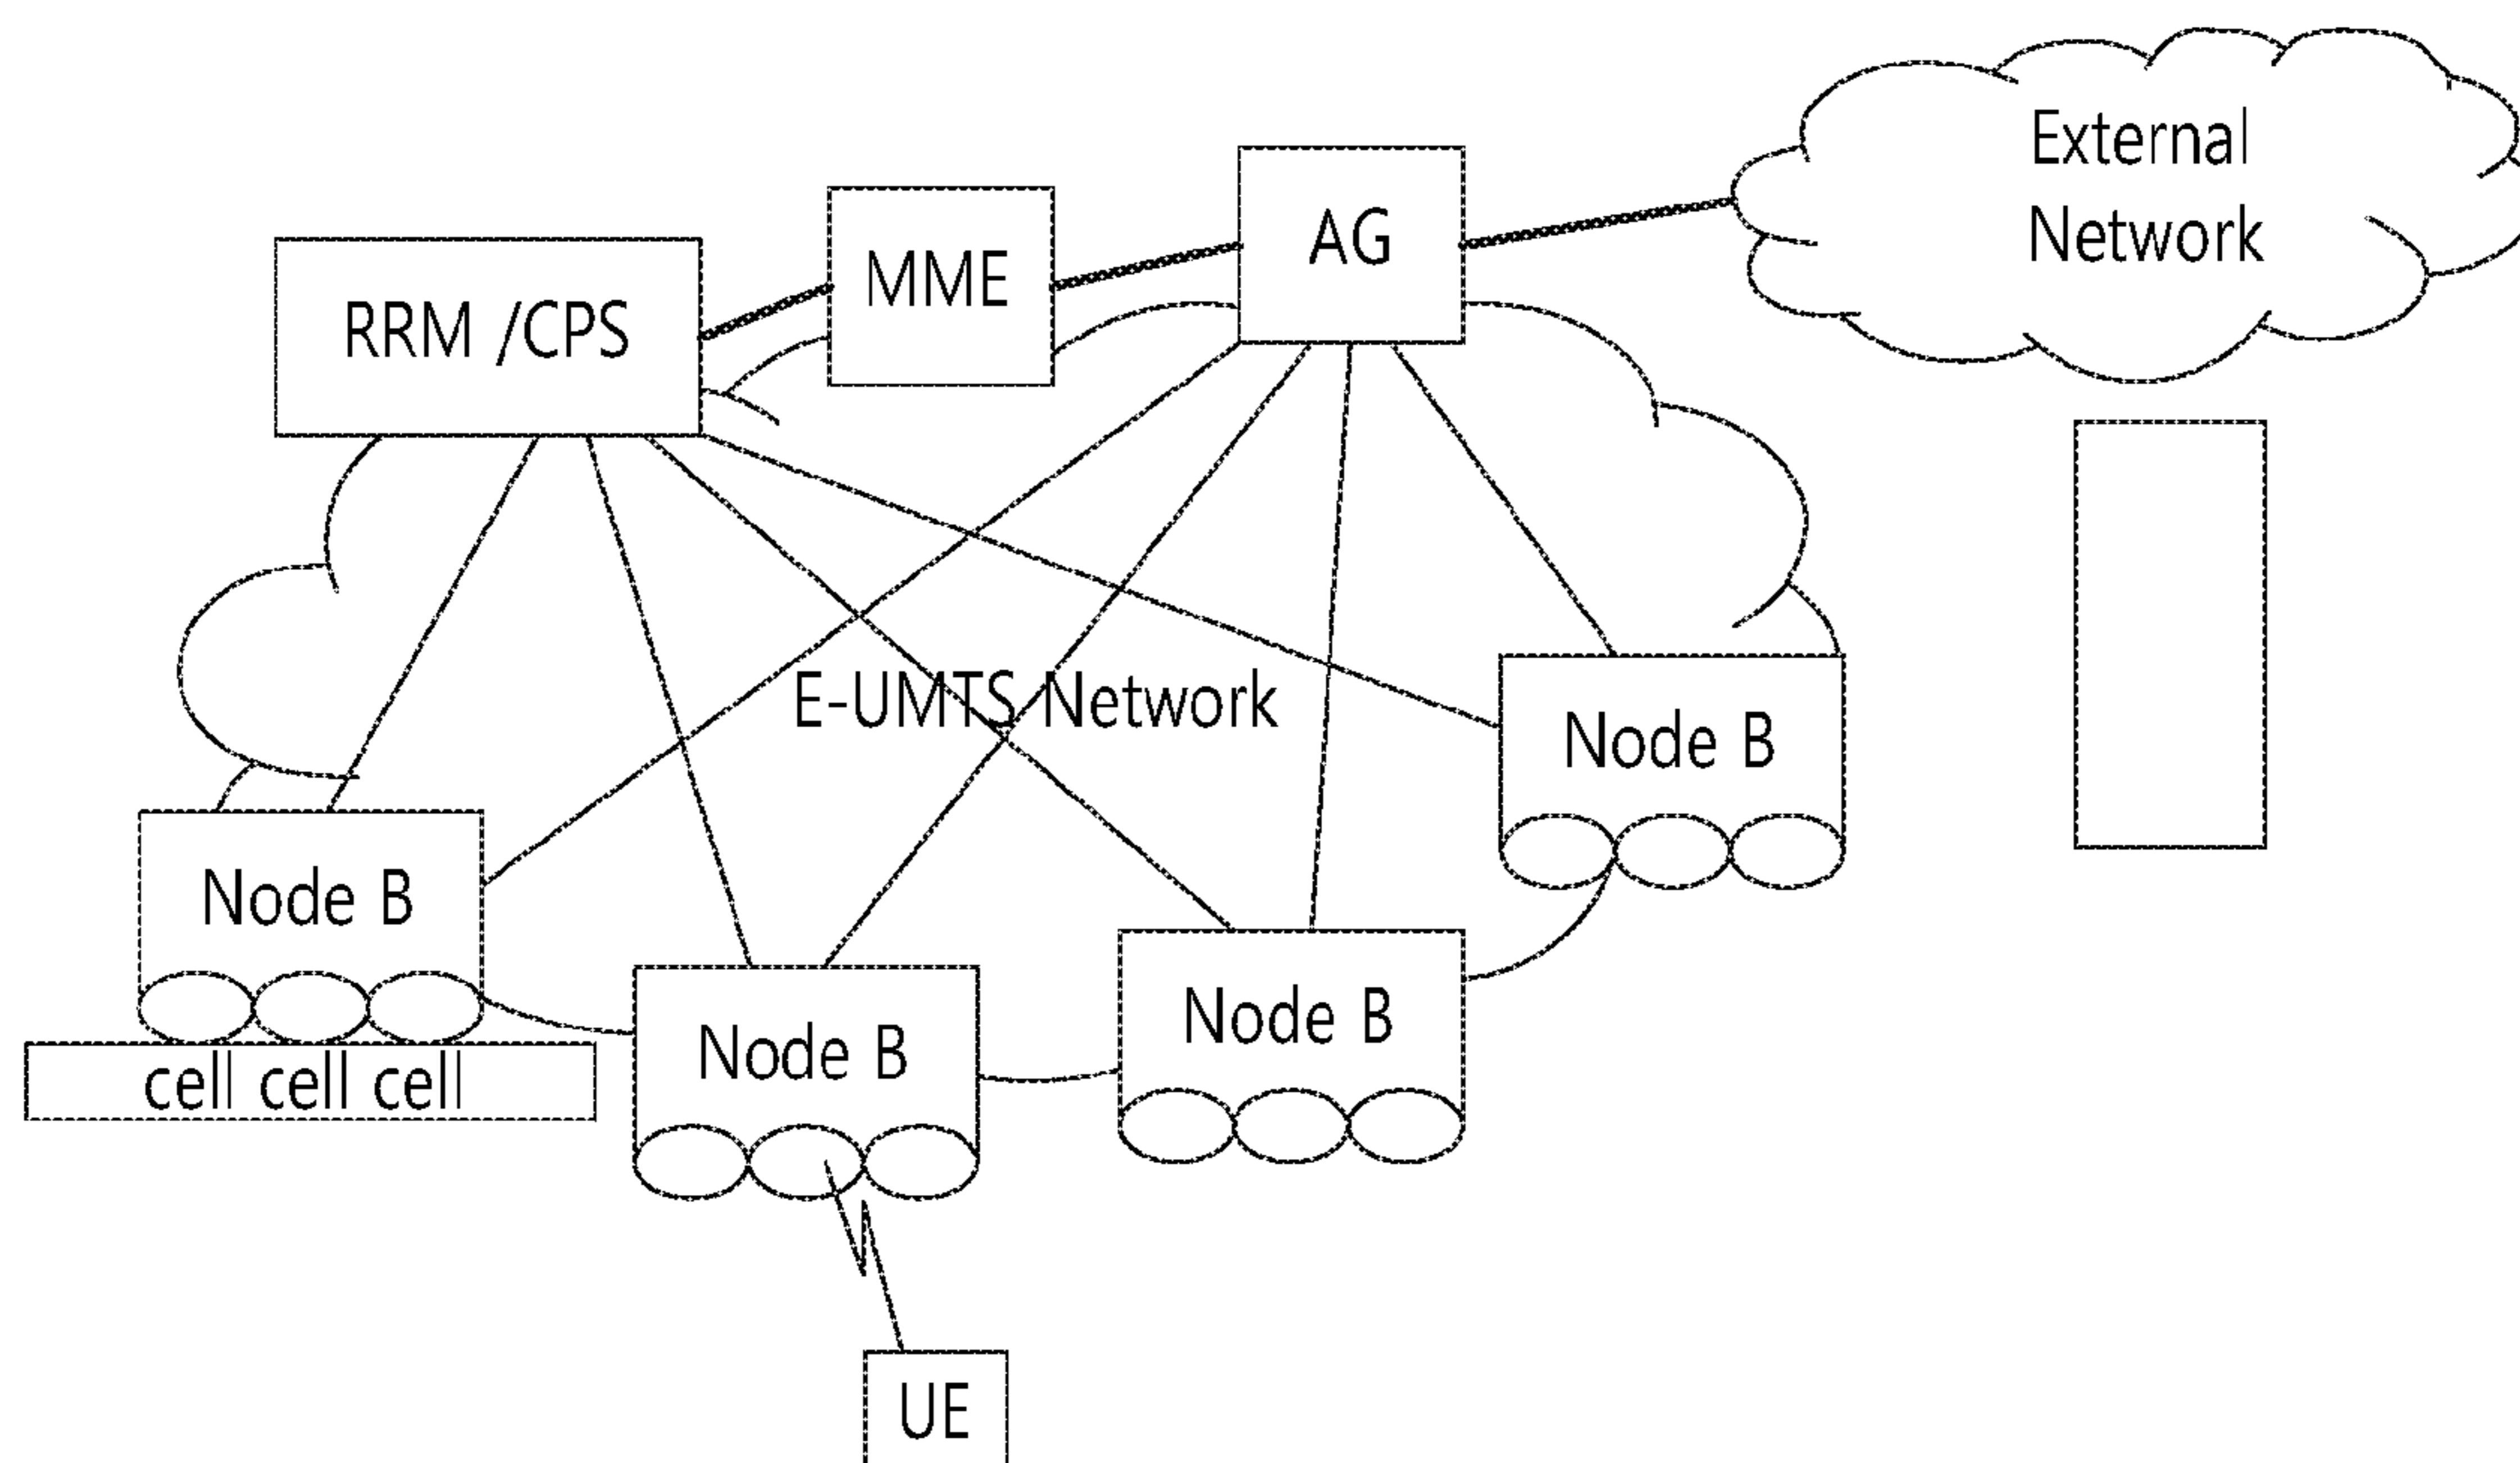 External
Network
AG
MME
RRM /CPS
E-UMTS Network
Node B
Node B
Node B
Node B
cell cell cell
UE